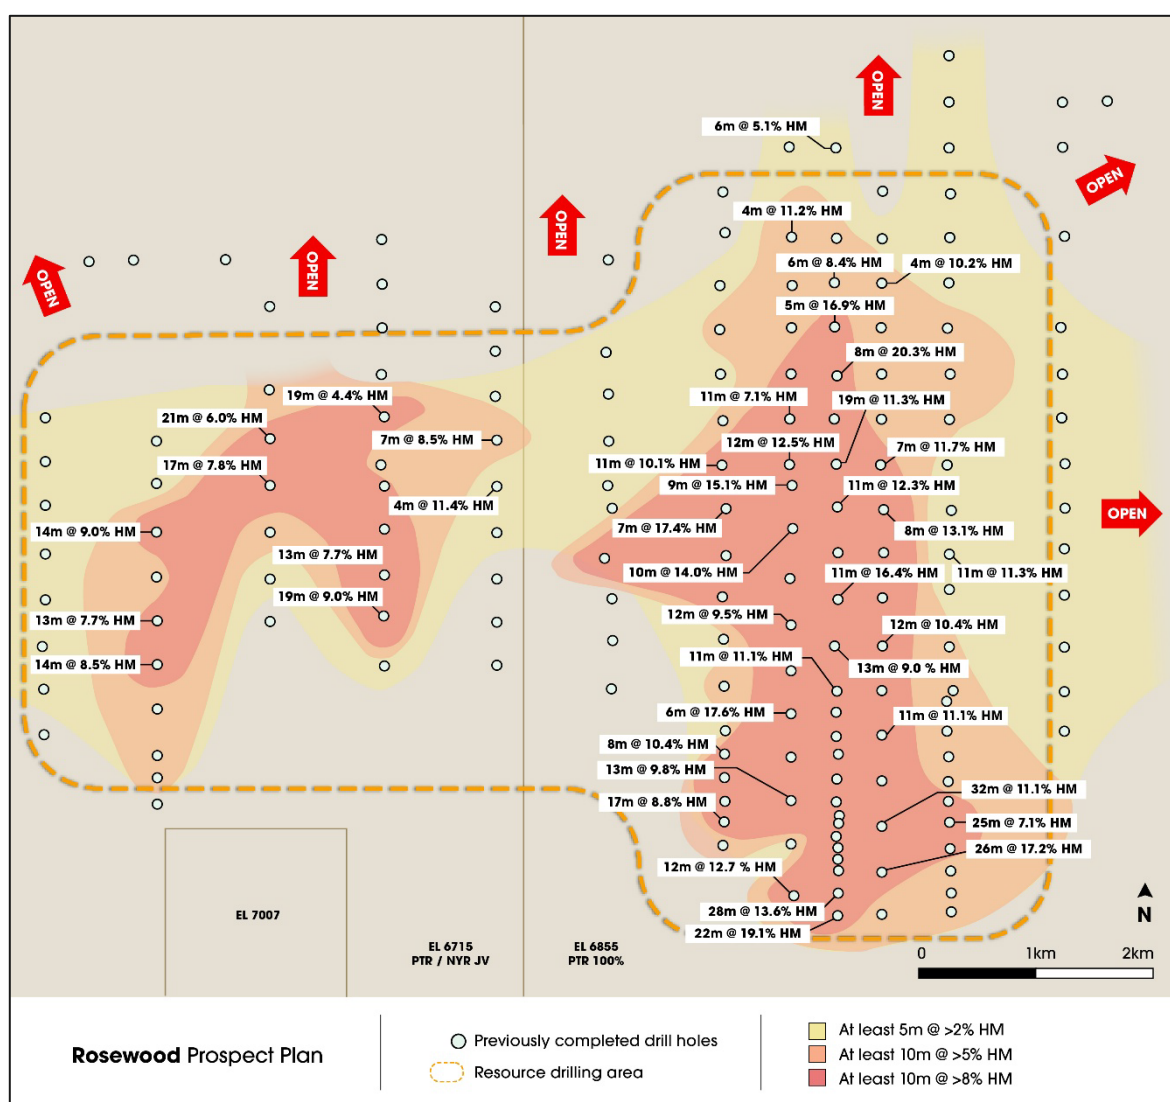 OPEN
6m @ 5.1% HM
OPEN
OPEN
4m @ 11.2% HM
OPEN
OPEN
6m @ 8.4% HM
4m @ 10.2% HM
5m @ 16.9% HM
8m @ 20.3% HM
19m @ 4.4% HM
11m @ 7.1% HM
19m @ 11.3% HM
21m @ 6.0% HM
7m @ 8.5% HM
12m @ 12.5% HM
7m @ 11.7% HM
17m @ 7.8% HM
11m @ 10.1% HM
9m @ 15.1% HM
11m @ 12.3% HM
4m @ 11.4% HM
OPEN
14m @ 9.0% HM
7m @ 17.4% HM
8m @ 13.1% HM
13m @ 7.7% HM
10m @ 14.0% HM
11m @ 16.4% HM
11m @ 11.3% HM
19m @ 9.0% HM
13m @ 7.7% HM
12m @ 9.5% HM
12m @ 10.4% HM
14m @ 8.5% HM
11m @ 11.1% HM
13m @ 9.0 % HM
6m @ 17.6% HM
11m @ 11.1% HM
8m @ 10.4% HM
13m @ 9.8% HM
32m @ 11.1% HM
17m @ 8.8% HM
25m @ 7.1% HM
26m @ 17.2% HM
12m @ 12.7 % HM
28m @ 13.6% HM
22m @ 19.1% HM
EL 7007
EL 6715
PTR / NYR JV
EL 6855
PTR 100%
N
0 1km 2km
Rosewood Prospect Plan
Previously completed drill holes
Resource drilling area
At least 5m @ >2% HM
At least 10m @ >5% HM
At least 10m @ >8% HM